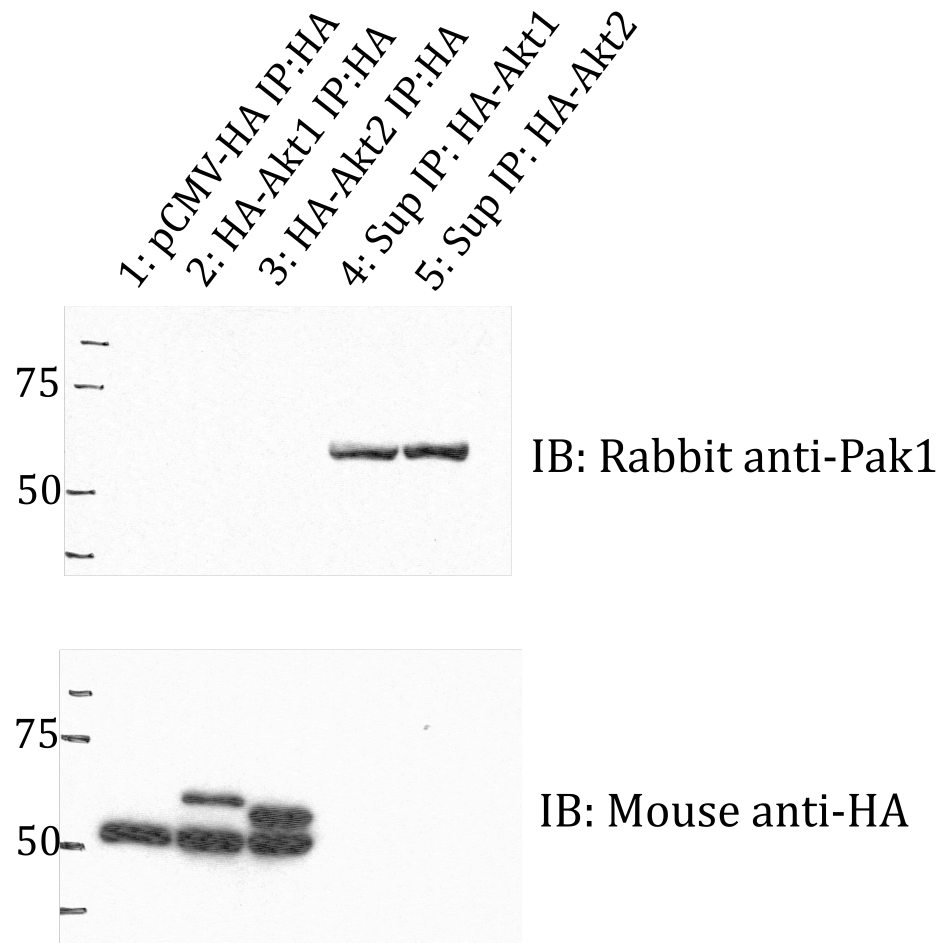 1: pCMV-HA IP:HA
2: HA-Akt1 IP:HA
3: HA-Akt2 IP:HA
4: Sup IP: HA-Akt1
5: Sup IP: HA-Akt2
75
50
IB: Rabbit anti-Pak1
75
50
IB: Mouse anti-HA